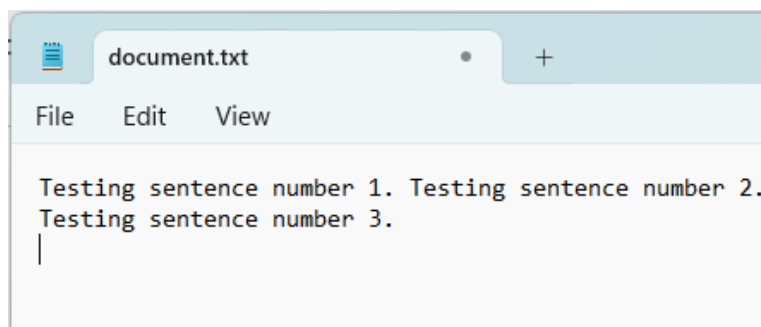 document.txt
File Edit View
Testing sentence number 1. Testing sentence number 2.
Testing sentence number 3.